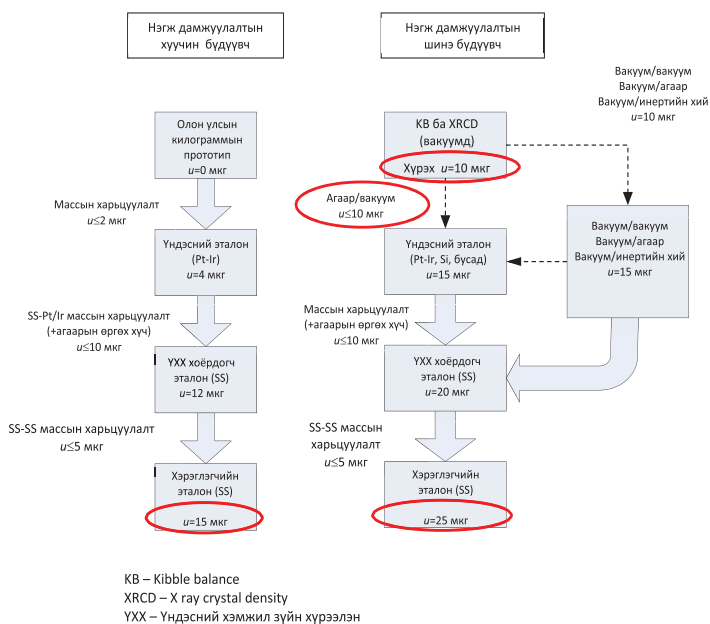 Нэгж дамжуулалтын
хуучин бүдүүвч
Нэгж дамжуулалтын
шинэ бүдүүвч
Олон улсын
килограммын
прототип
u=0 мкг
Массын харьцуулалт
u≤2 мкг
Үндэсний эталон
(Pt-Ir)
u=4 мкг
SS-Pt/Ir массын харьцуулалт
(+агаарын өргөх хүч)
u≤10 мкг
ҮХХ хоёрдогч
эталон (SS)
u=12 мкг
SS-SS массын харьцуулалт
u≤5 мкг
Хэрэглэгчийн
эталон (SS)
u=15 мкг
КВ ба XRCD
(вакуумд)
Хүрэх u=10 мкг
Агаар/вакуум
u≤10 мкг
Үндэсний эталон
(Pt-Ir, Si, бусад)
u=15 мкг
Массын харьцуулалт
(+агаарын өргөх хүч)
u≤10 мкг
ҮХХ хоёрдогч
эталон (SS)
u=20 мкг
SS-SS массын
харьцуулалт
u≤5 мкг
Хэрэглэгчийн
эталон (SS)
u=25 мкг
Вакуум/вакуум
Вакуум/агаар
Вакуум/инертийн хий
u=10 мкг
Вакуум/вакуум
Вакуум/агаар
Вакуум/инертийн хий
u=15 мкг
KB – Kibble balance
XRCD – X ray crystal density
ҮХХ – Үндэсний хэмжил зүйн хүрээлэн